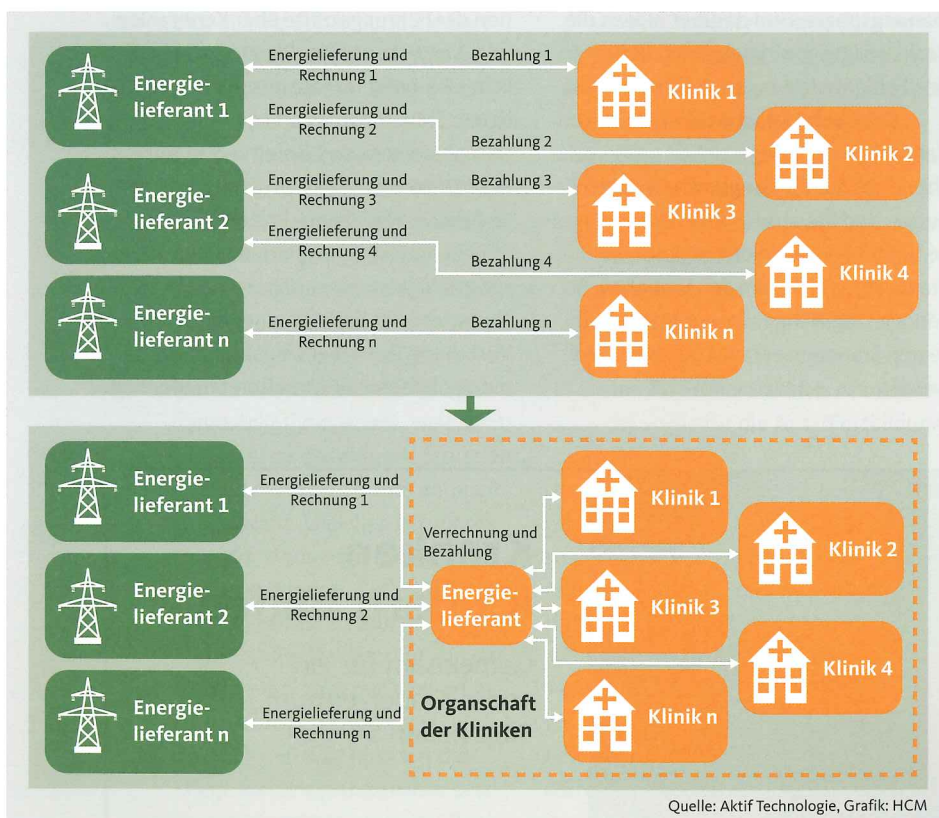 Energie-
lieferant 1
Energielieferung und
Rechnung 1
Bezahlung 1
Klinik 1
Energielieferung und
Rechnung 2
Bezahlung 2
Klinik 2
Energie-
lieferant 2
Energielieferung und
Rechnung 3
Bezahlung 3
Klinik 3
Energielieferung und
Rechnung 4
Bezahlung 4
Klinik 4
Energie-
lieferant n
Energielieferung und
Rechnung n
Bezahlung n
Klinik n
Energie-
lieferant 1
Energielieferung und
Rechnung 1
Energie-
lieferant 2
Energielieferung und
Rechnung 2
Energie-
lieferant n
Energielieferung und
Rechnung n
Verrechnung und
Bezahlung
Energie-
lieferant
Organschaft
der Kliniken
Klinik 1
Klinik 2
Klinik 3
Klinik 4
Klinik n
Quelle: Aktif Technologie, Grafik: HCM